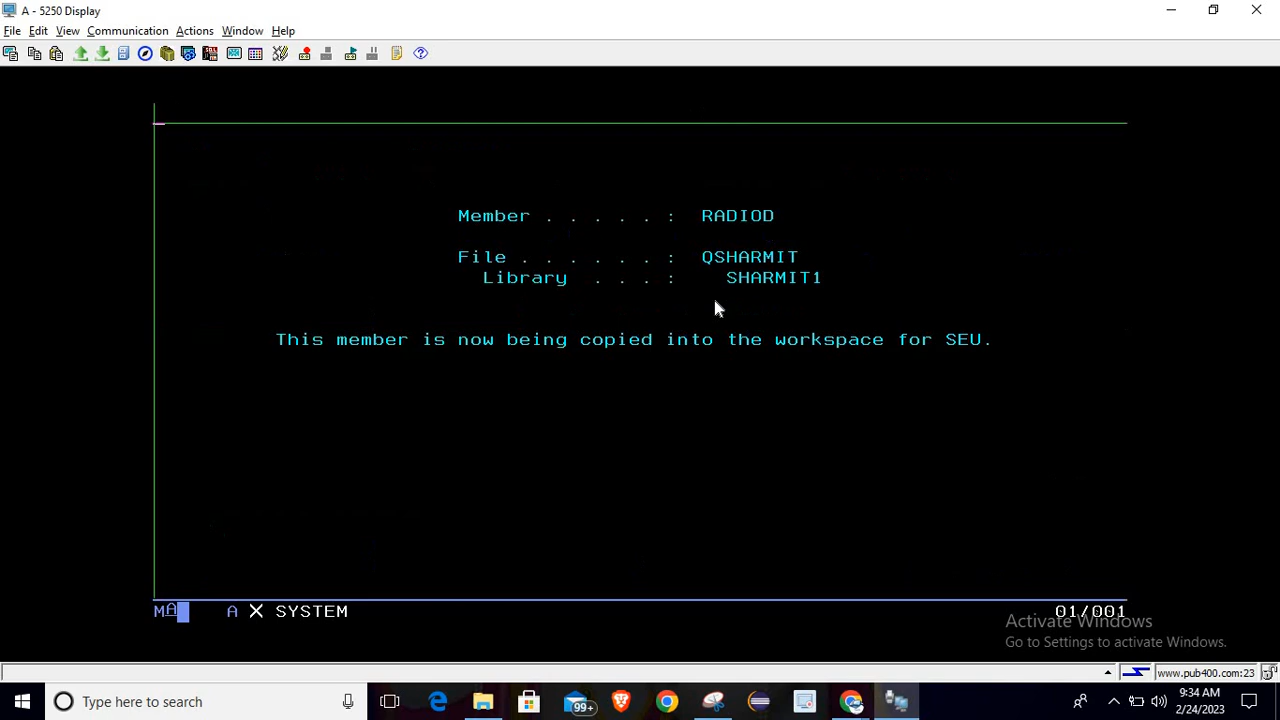 A - 5250 Display
File Edit View Communication Actions Window Help
Member . . . . . : RADIOD
File . . . . . . : QSHARMIT
Library . . . : SHARMIT1
This member is now being copied into the workspace for SEU.
MA A X SYSTEM 01/001
Activate Windows
Go to Settings to activate Windows.
www.pub400.com:23
Type here to search
99+
9:34 AM
2/24/2023